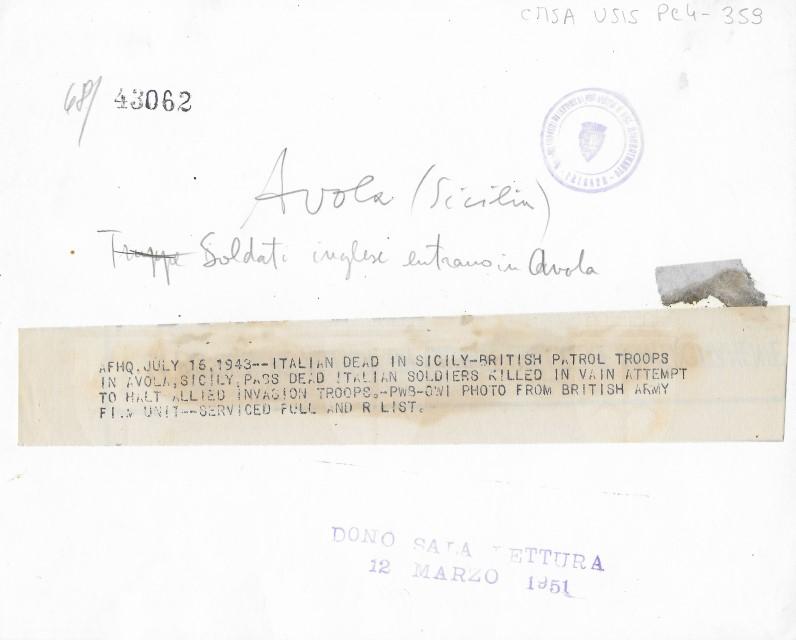 CMSA USIS PC4-359
68/ 43062
Avola (Sicilia)
Truppe Soldati inglesi entrano in Avola
AFHQ.JULY 16,1943--ITALIAN DEAD IN SICILY-BRITISH PATROL TROOPS
IN AVOLA,SICILY,PASS DEAD ITALIAN SOLDIERS KILLED IN VAIN ATTEMPT
TO HALT ALLIED INVASION TROOPS.-PWB-OWI PHOTO FROM BRITISH ARMY
FILM UNIT--SERVICED FULL AND R LIST.
DONO SALA LETTURA
12 MARZO 1951